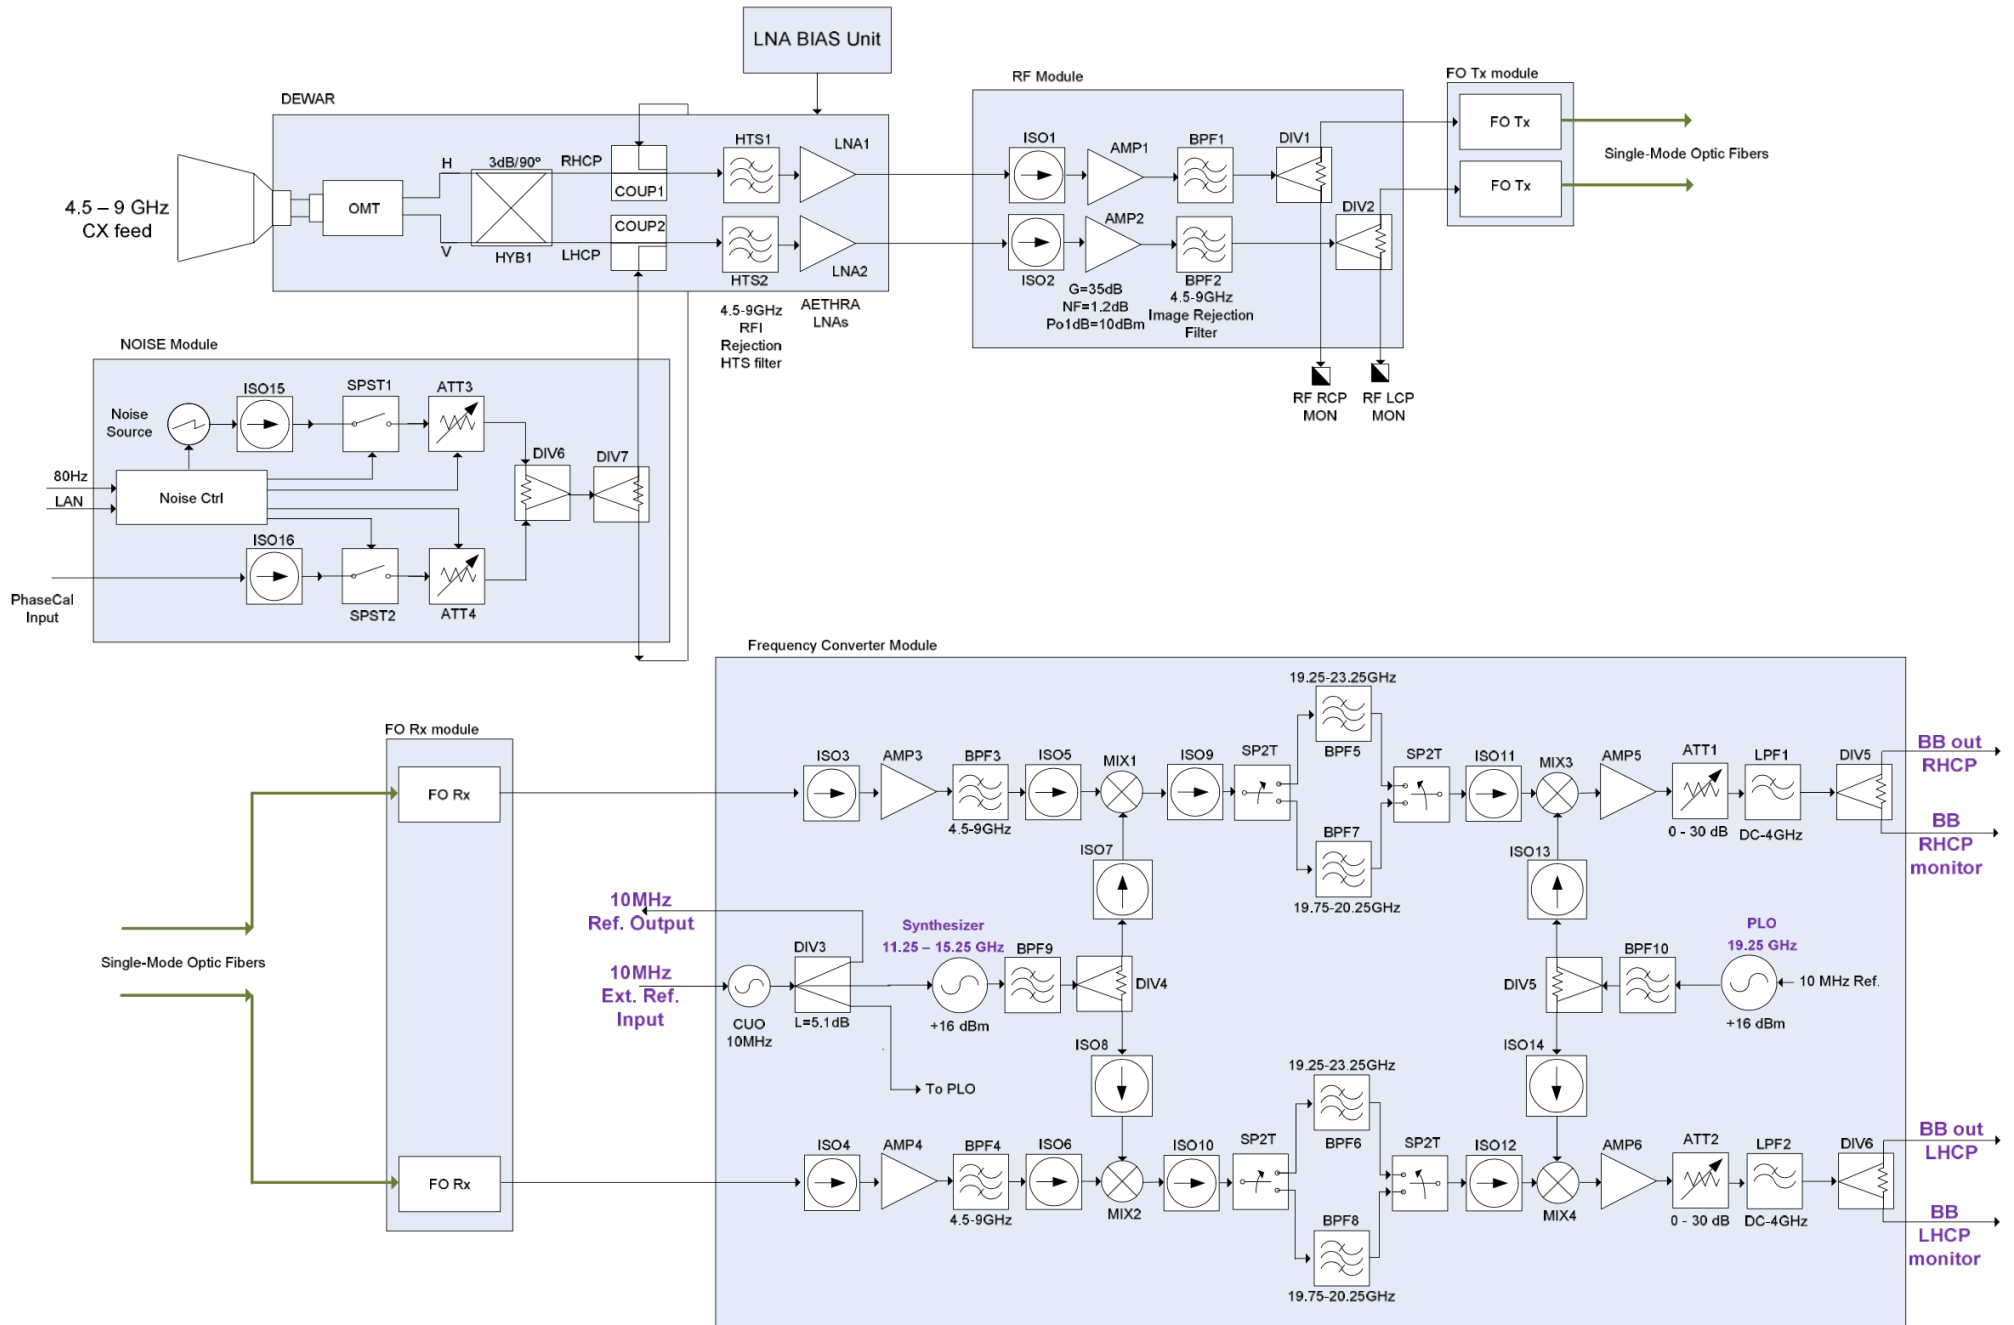 LNA BIAS Unit
DEWAR
RF Module
FO Tx module
4.5 – 9 GHz
CX feed
OMT
H
V
3dB/90º
HYB1
RHCP
LHCP
COUP1
COUP2
HTS1
HTS2
4.5-9GHz
RFI
Rejection
HTS filter
LNA1
LNA2
AETHRA
LNAs
ISO1
ISO2
AMP1
AMP2
G=35dB
NF=1.2dB
Po1dB=10dBm
BPF1
BPF2
4.5-9GHz
Image Rejection
Filter
DIV1
DIV2
RF RCP
MON
RF LCP
MON
FO Tx
FO Tx
Single-Mode Optic Fibers
NOISE Module
Noise
Source
ISO15
SPST1
ATT3
80Hz
LAN
Noise Ctrl
DIV6
DIV7
ISO16
SPST2
ATT4
PhaseCal
Input
Frequency Converter Module
FO Rx module
FO Rx
FO Rx
Single-Mode Optic Fibers
ISO3
AMP3
BPF3
4.5-9GHz
ISO5
MIX1
ISO9
SP2T
19.25-23.25GHz
BPF5
BPF7
19.75-20.25GHz
SP2T
ISO11
MIX3
AMP5
ATT1
0 - 30 dB
LPF1
DC-4GHz
DIV5
BB out
RHCP
BB
RHCP
monitor
ISO7
ISO13
10MHz
Ref. Output
10MHz
Ext. Ref.
Input
CUO
10MHz
DIV3
L=5.1dB
To PLO
Synthesizer
11.25 – 15.25 GHz
+16 dBm
BPF9
DIV4
DIV5
BPF10
PLO
19.25 GHz
+16 dBm
10 MHz Ref.
ISO8
ISO14
ISO4
AMP4
BPF4
4.5-9GHz
ISO6
MIX2
ISO10
SP2T
19.25-23.25GHz
BPF6
BPF8
19.75-20.25GHz
SP2T
ISO12
MIX4
AMP6
ATT2
0 - 30 dB
LPF2
DC-4GHz
DIV6
BB out
LHCP
BB
LHCP
monitor